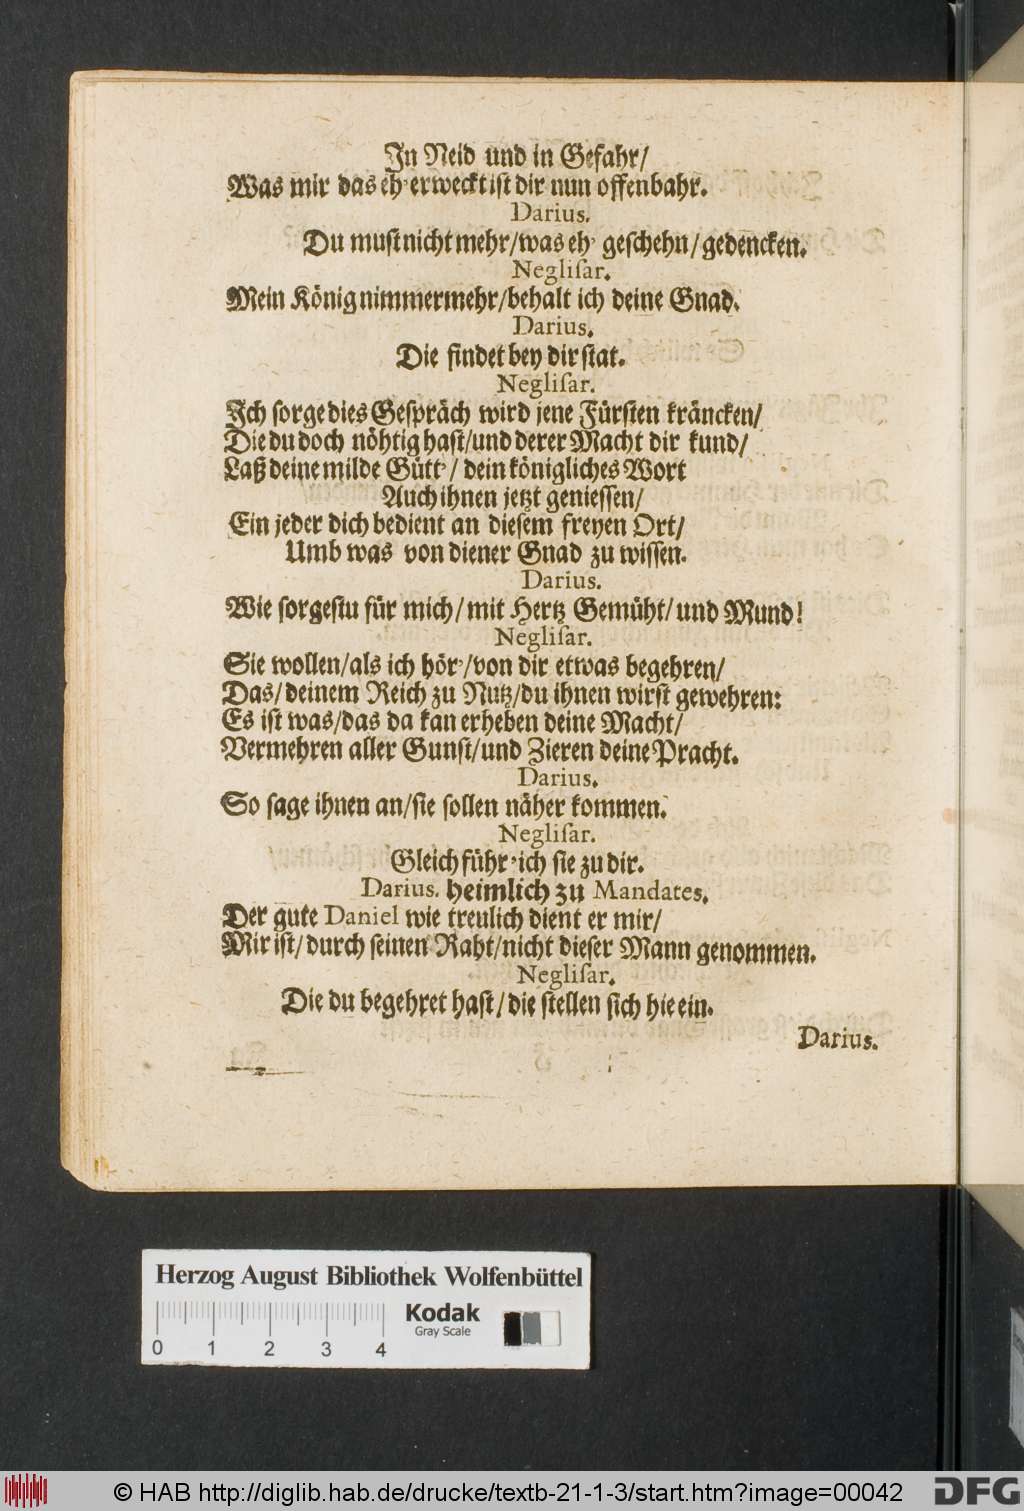 In Neid und in Gefahr/
Was mir das eh' erweckt ist dir nun offenbahr.
Darius.
Du must nicht mehr/was eh' geschehn/gedencken.
Negliſar.
Mein König nimmermehr/behalt ich deine Gnad.
Darius.
Die findet bey dir stat.
Negliſar.
Ich sorge dies Gespräch wird jene Fürsten kräncken/
Die du doch nöhtig hast/und derer Macht dir kund/
Laß deine milde Gütt'/ dein königliches Wort
Auch ihnen jetzt geniessen/
Ein jeder dich bedient an diesem freyen Ort/
Umb was von diener Gnad zu wissen.
Darius.
Wie sorgestu für mich/ mit Hertz Gemüht/ und Mund!
Negliſar.
Sie wollen/als ich hör'/von dir etwas begehren/
Das/ deinem Reich zu Nutz/du ihnen wirst gewehren:
Es ist was/das da kan erheben deine Macht/
Vermehren aller Gunst/und Zieren deine Pracht.
Darius.
So sage ihnen an/sie sollen näher kommen.
Negliſar.
Gleich führ' ich sie zu dir.
Darius. heimlich zu Mandates.
Der gute Daniel wie treulich dient er mir/
Mir ist/ durch seinen Raht/nicht dieser Mann genommen.
Negliſar.
Die du begehret hast/ die stellen sich hie ein.
Darius.
Herzog August Bibliothek Wolfenbüttel
Kodak
Gray Scale
0 1 2 3 4
© HAB http://diglib.hab.de/drucke/textb-21-1-3/start.htm?image=00042
DFG